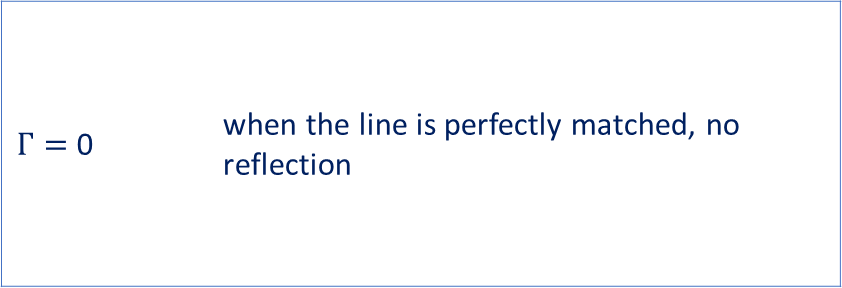 Γ = 0
when the line is perfectly matched, no
reflection